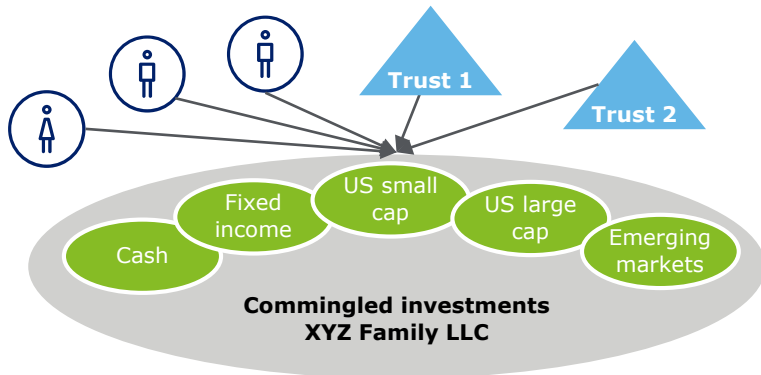 Trust 1
Trust 2
Cash
Fixed
income
US small
cap
US large
cap
Emerging
markets
Commingled investments
XYZ Family LLC